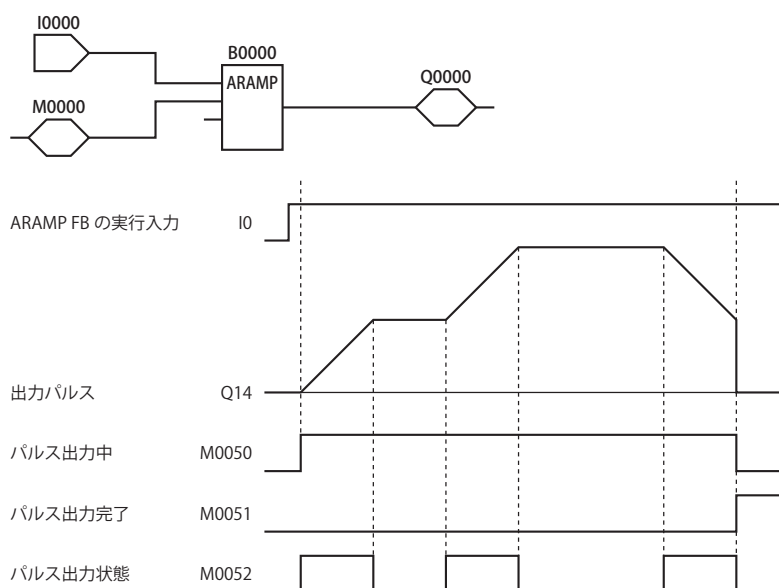 I0000
B0000
ARAMP
Q0000
M0000
ARAMP FB の実行入力 I0
出力パルス Q14
パルス出力中 M0050
パルス出力完了 M0051
パルス出力状態 M0052